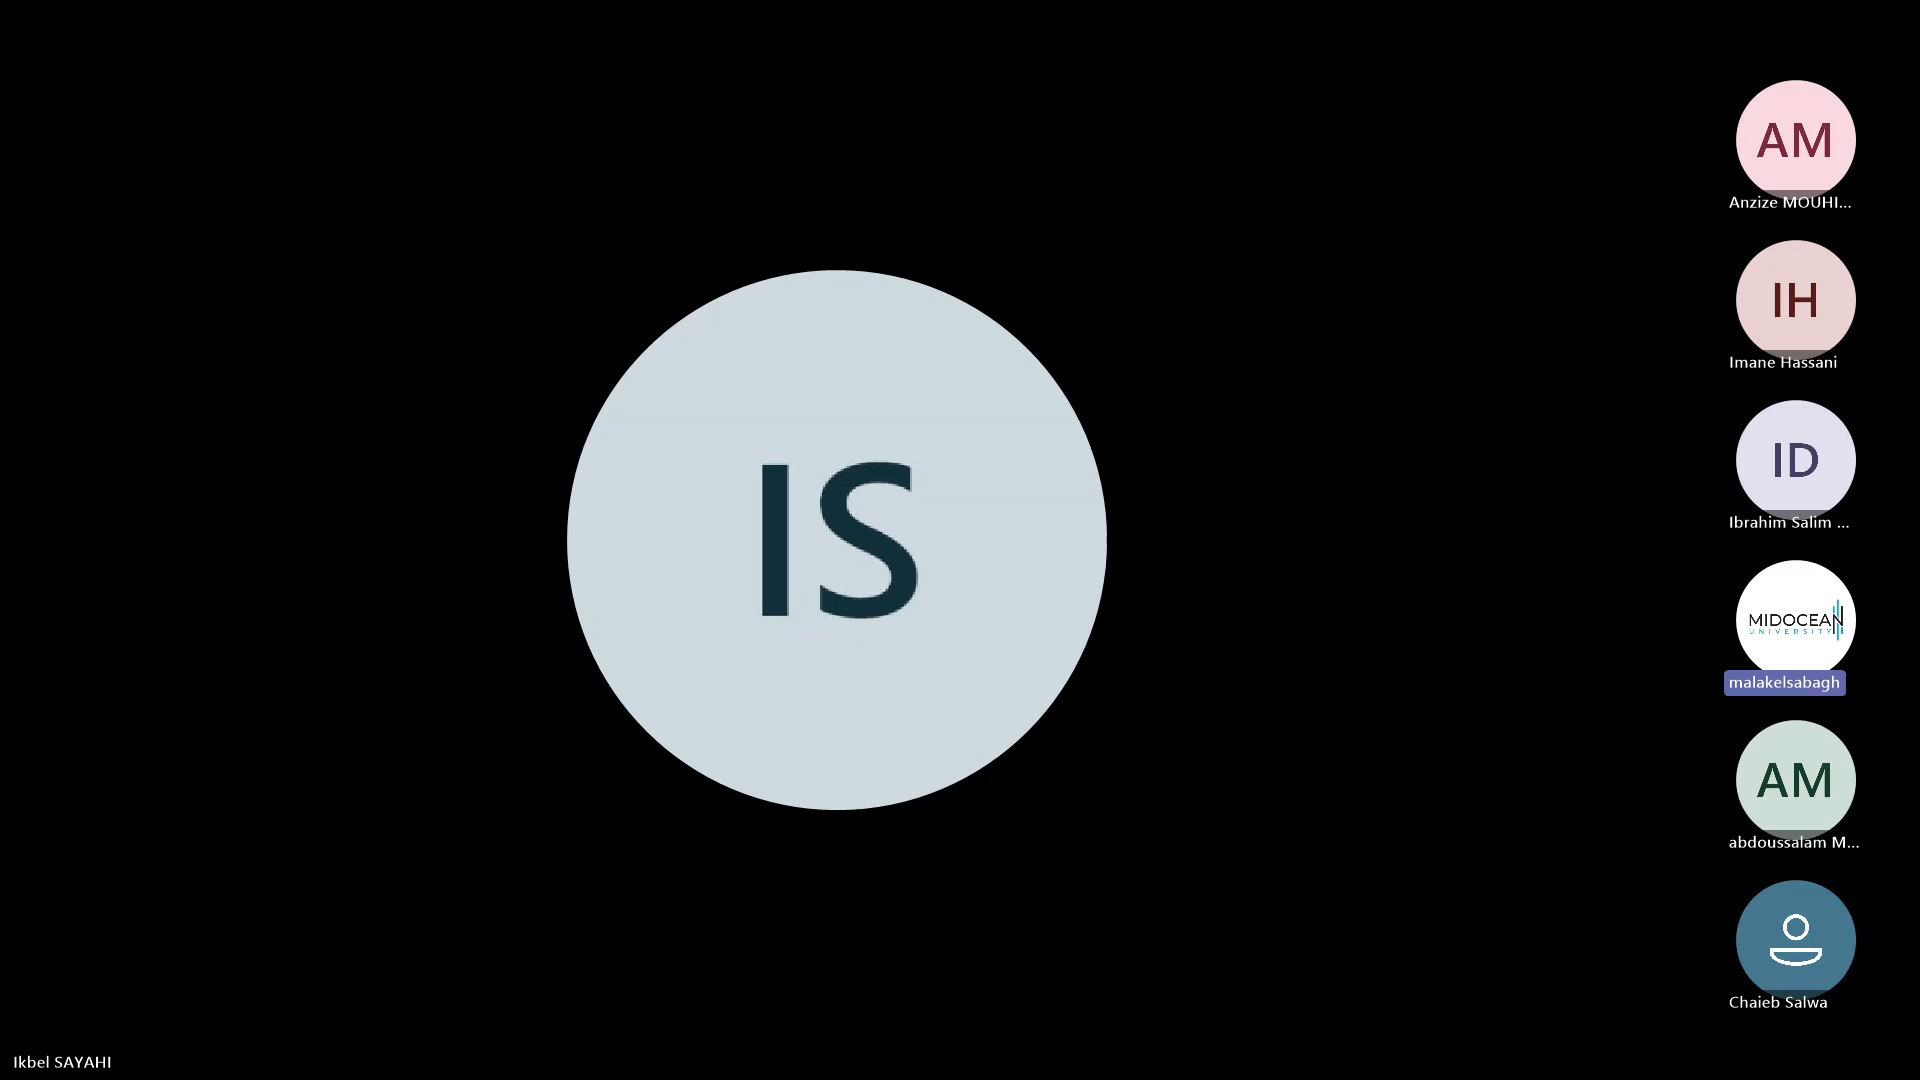 AM
Anzize MOUHI...
IH
Imane Hassani
ID
Ibrahim Salim ...
MIDOCEAN
UNIVERSITY
malakelsabagh
AM
abdoussalam M...
Chaieb Salwa
IS
Ikbel SAYAHI